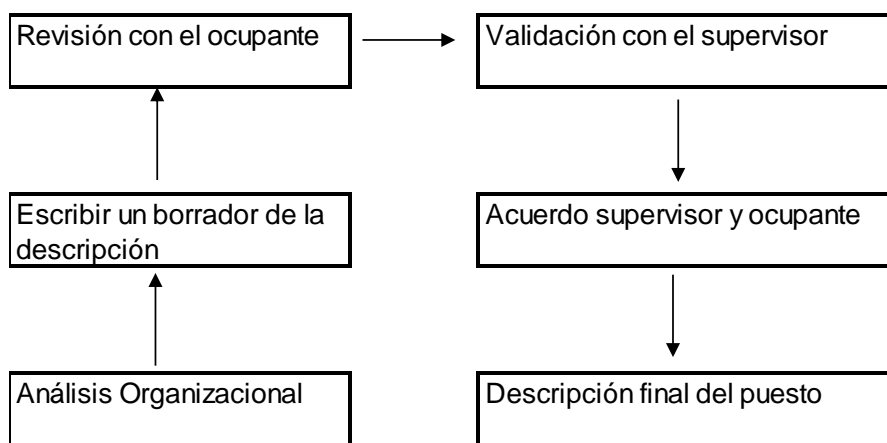 Revisión con el ocupante
Validación con el supervisor
Escribir un borrador de la
descripción
Acuerdo supervisor y ocupante
Análisis Organizacional
Descripción final del puesto